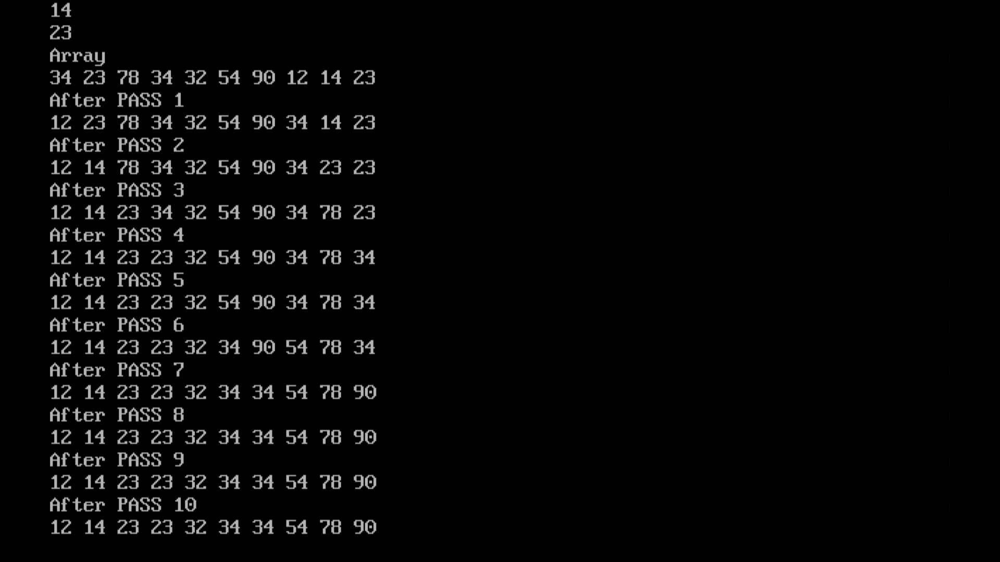 14
23
Array
34 23 78 34 32 54 90 12 14 23
After PASS 1
12 23 78 34 32 54 90 34 14 23
After PASS 2
12 14 78 34 32 54 90 34 23 23
After PASS 3
12 14 23 34 32 54 90 34 78 23
After PASS 4
12 14 23 23 32 54 90 34 78 34
After PASS 5
12 14 23 23 32 54 90 34 78 34
After PASS 6
12 14 23 23 32 34 90 54 78 34
After PASS 7
12 14 23 23 32 34 34 54 78 90
After PASS 8
12 14 23 23 32 34 34 54 78 90
After PASS 9
12 14 23 23 32 34 34 54 78 90
After PASS 10
12 14 23 23 32 34 34 54 78 90